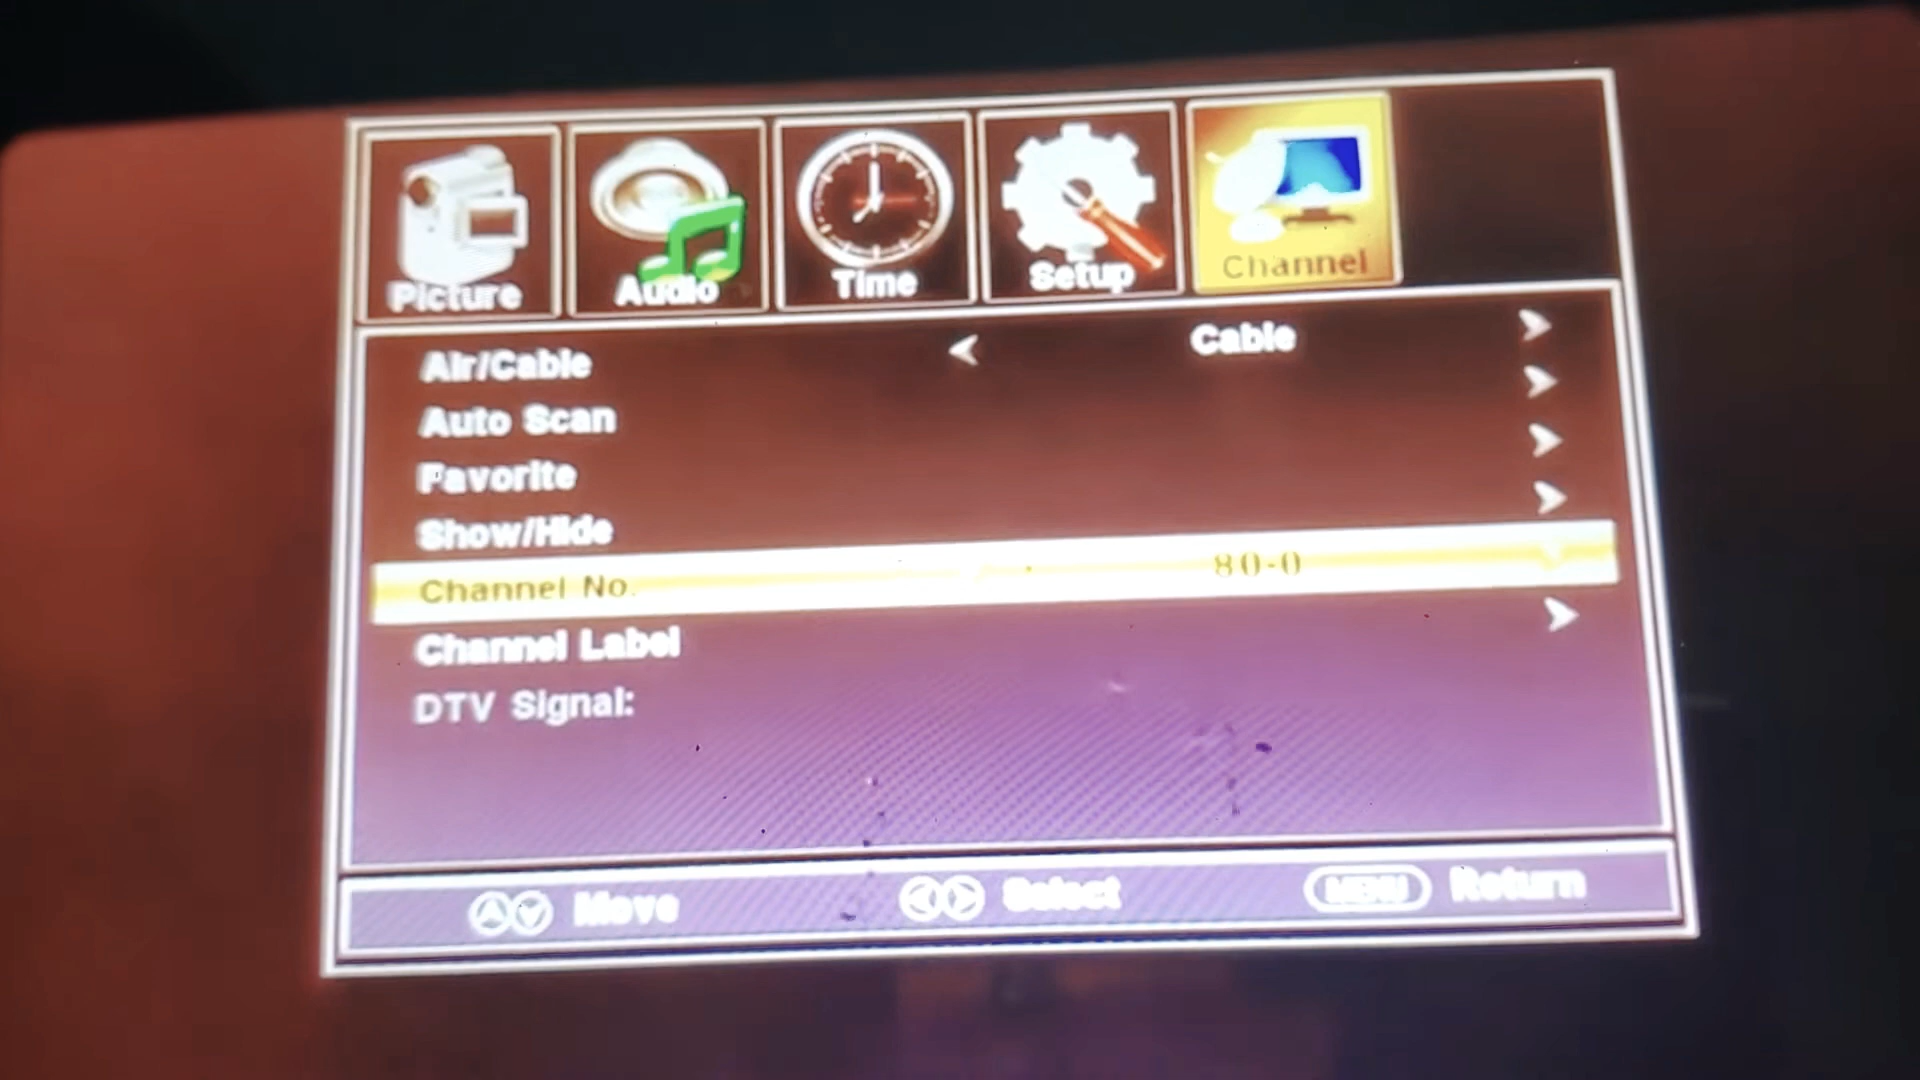 Picture Audio Time Setup Channel
Air/Cable Cable
Auto Scan
Favorite
Show/Hide
Channel No. 80-0
Channel Label
DTV Signal:
Move Select MENU Return